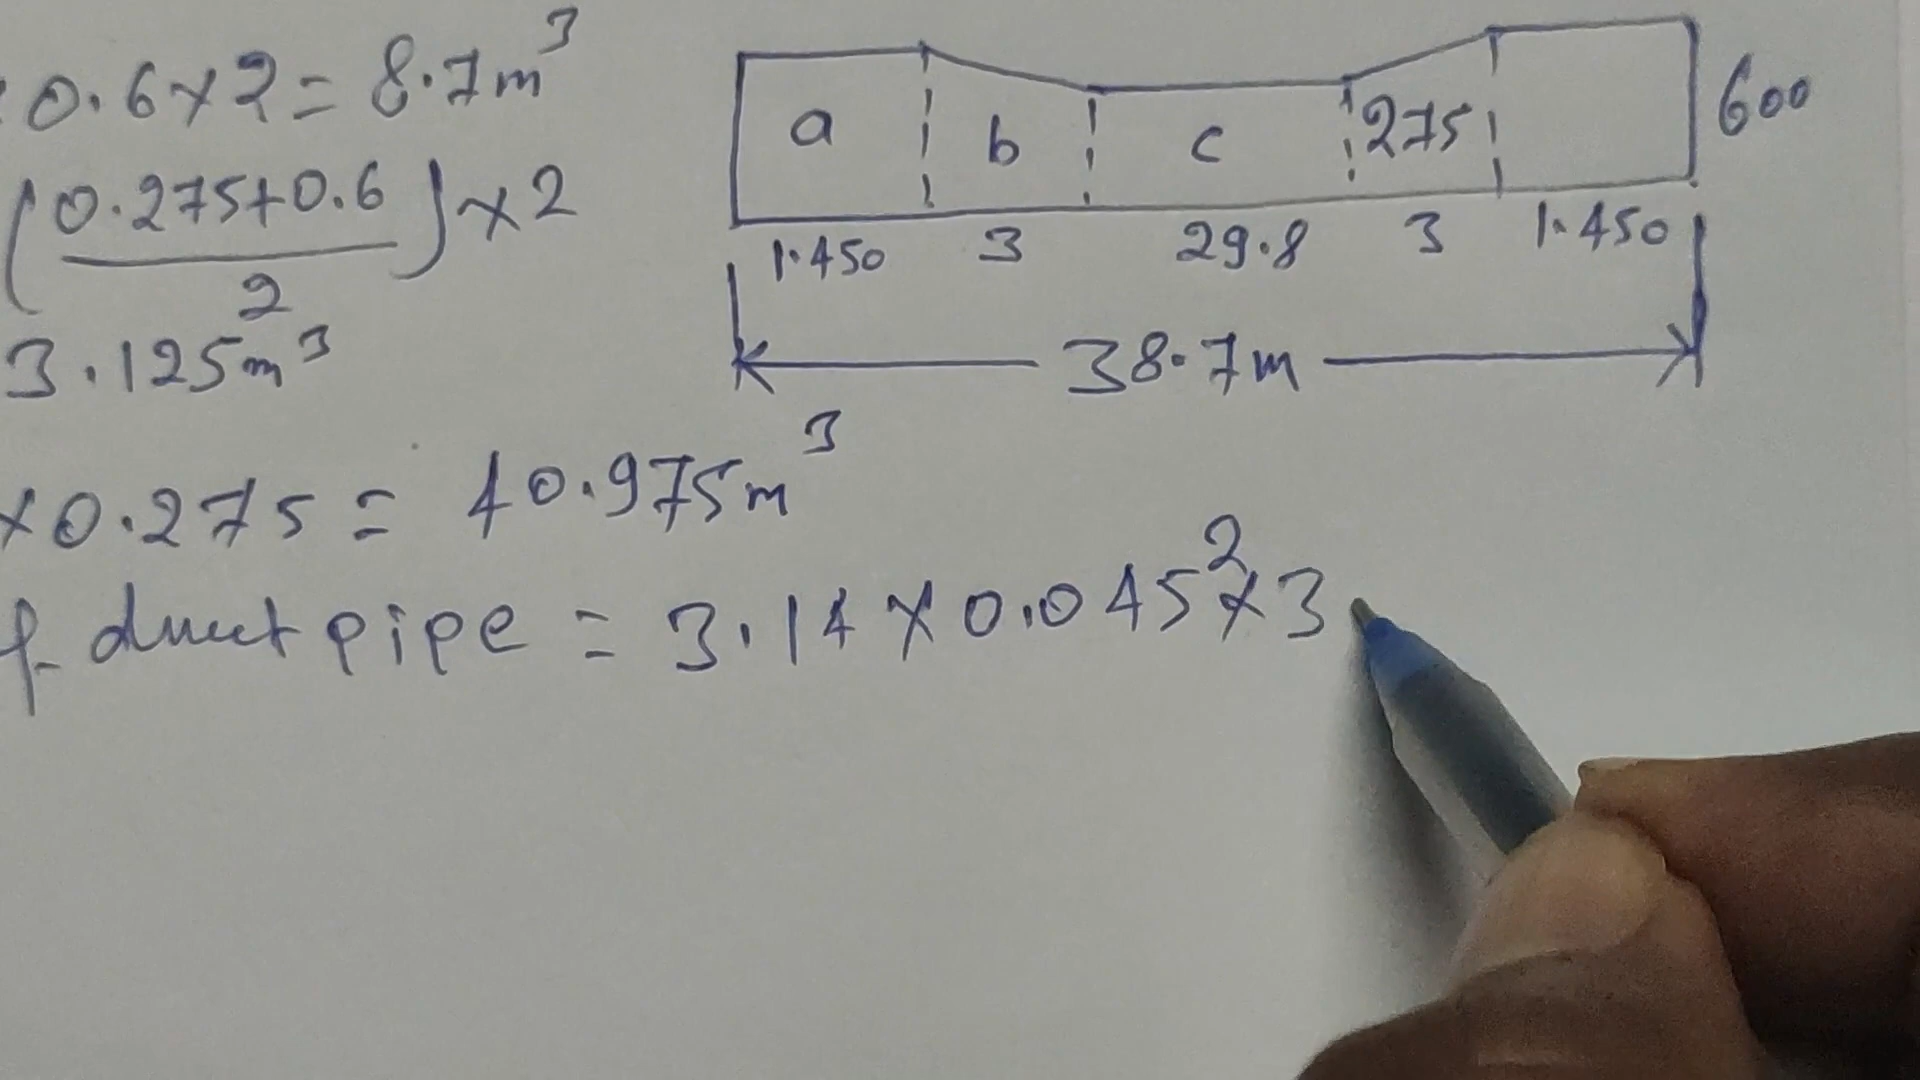 0.6×2 = 8.7m³
(0.275+0.6 / 2) × 2
3.125m³
×0.275 = 40.975m³
f duct pipe = 3.14 × 0.045² × 3
a b c 275 600
1.450 3 29.8 3 1.450
38.7m